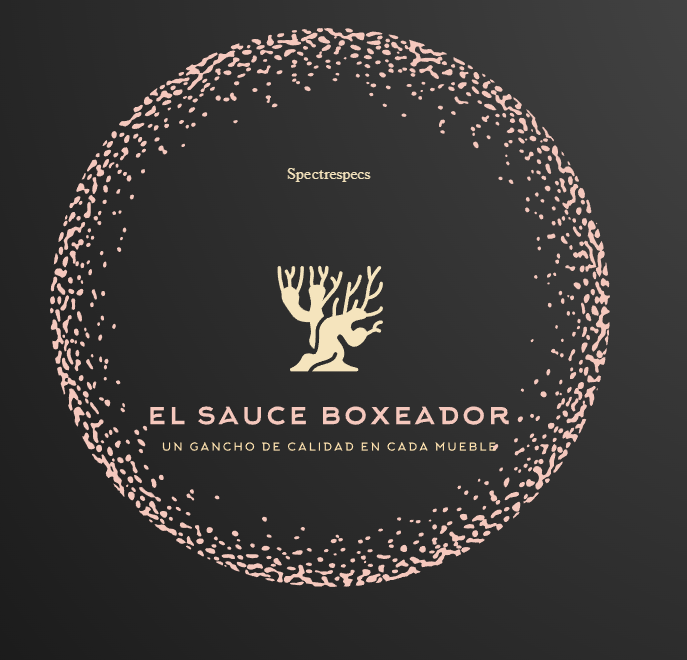 Spectrespecs
EL SAUCE BOXEADOR
UN GANCHO DE CALIDAD EN CADA MUEBLE